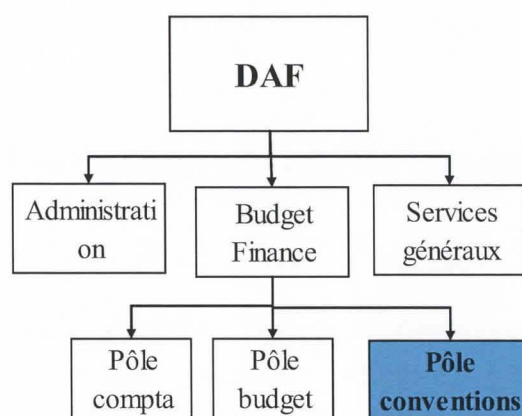 DAF
Administrati
on
Budget
Finance
Services
généraux
Pôle
compta
Pôle
budget
Pôle
conventions